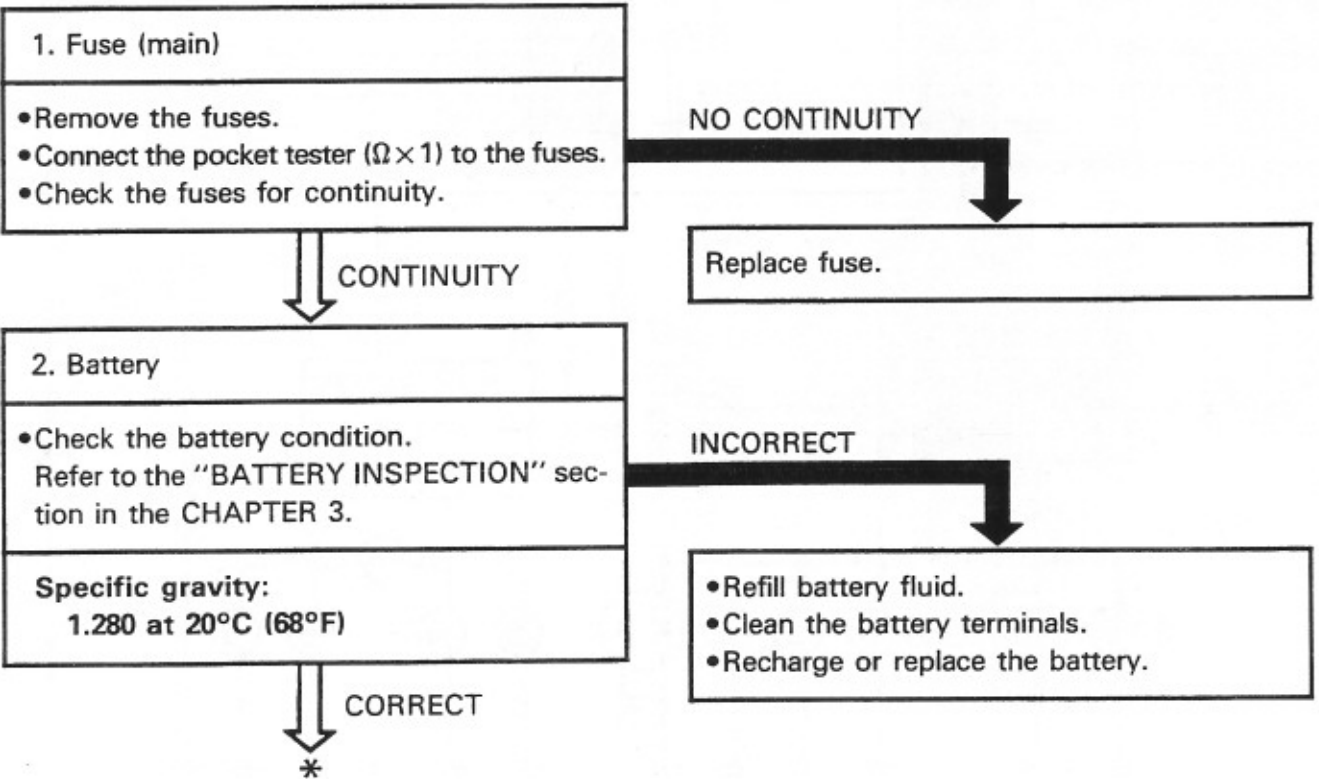 1. Fuse (main)
•Remove the fuses.
•Connect the pocket tester (Ω×1) to the fuses.
•Check the fuses for continuity.
NO CONTINUITY
Replace fuse.
CONTINUITY
2. Battery
•Check the battery condition.
Refer to the “BATTERY INSPECTION” sec-
tion in the CHAPTER 3.
Specific gravity:
1.280 at 20°C (68°F)
INCORRECT
•Refill battery fluid.
•Clean the battery terminals.
•Recharge or replace the battery.
CORRECT
*